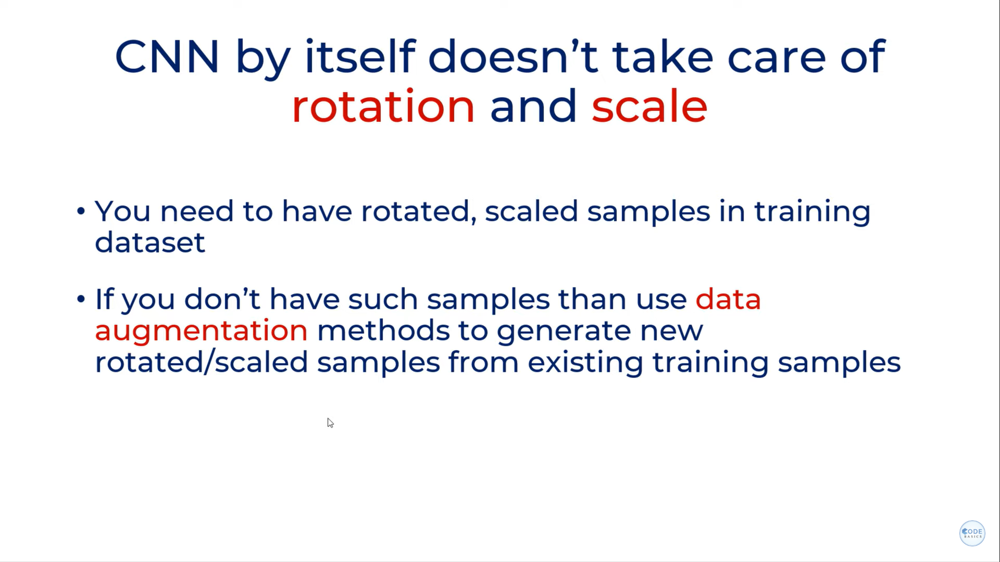 CNN by itself doesn’t take care of
rotation and scale
• You need to have rotated, scaled samples in training
dataset
• If you don’t have such samples than use data
augmentation methods to generate new
rotated/scaled samples from existing training samples
CODE
BASICS